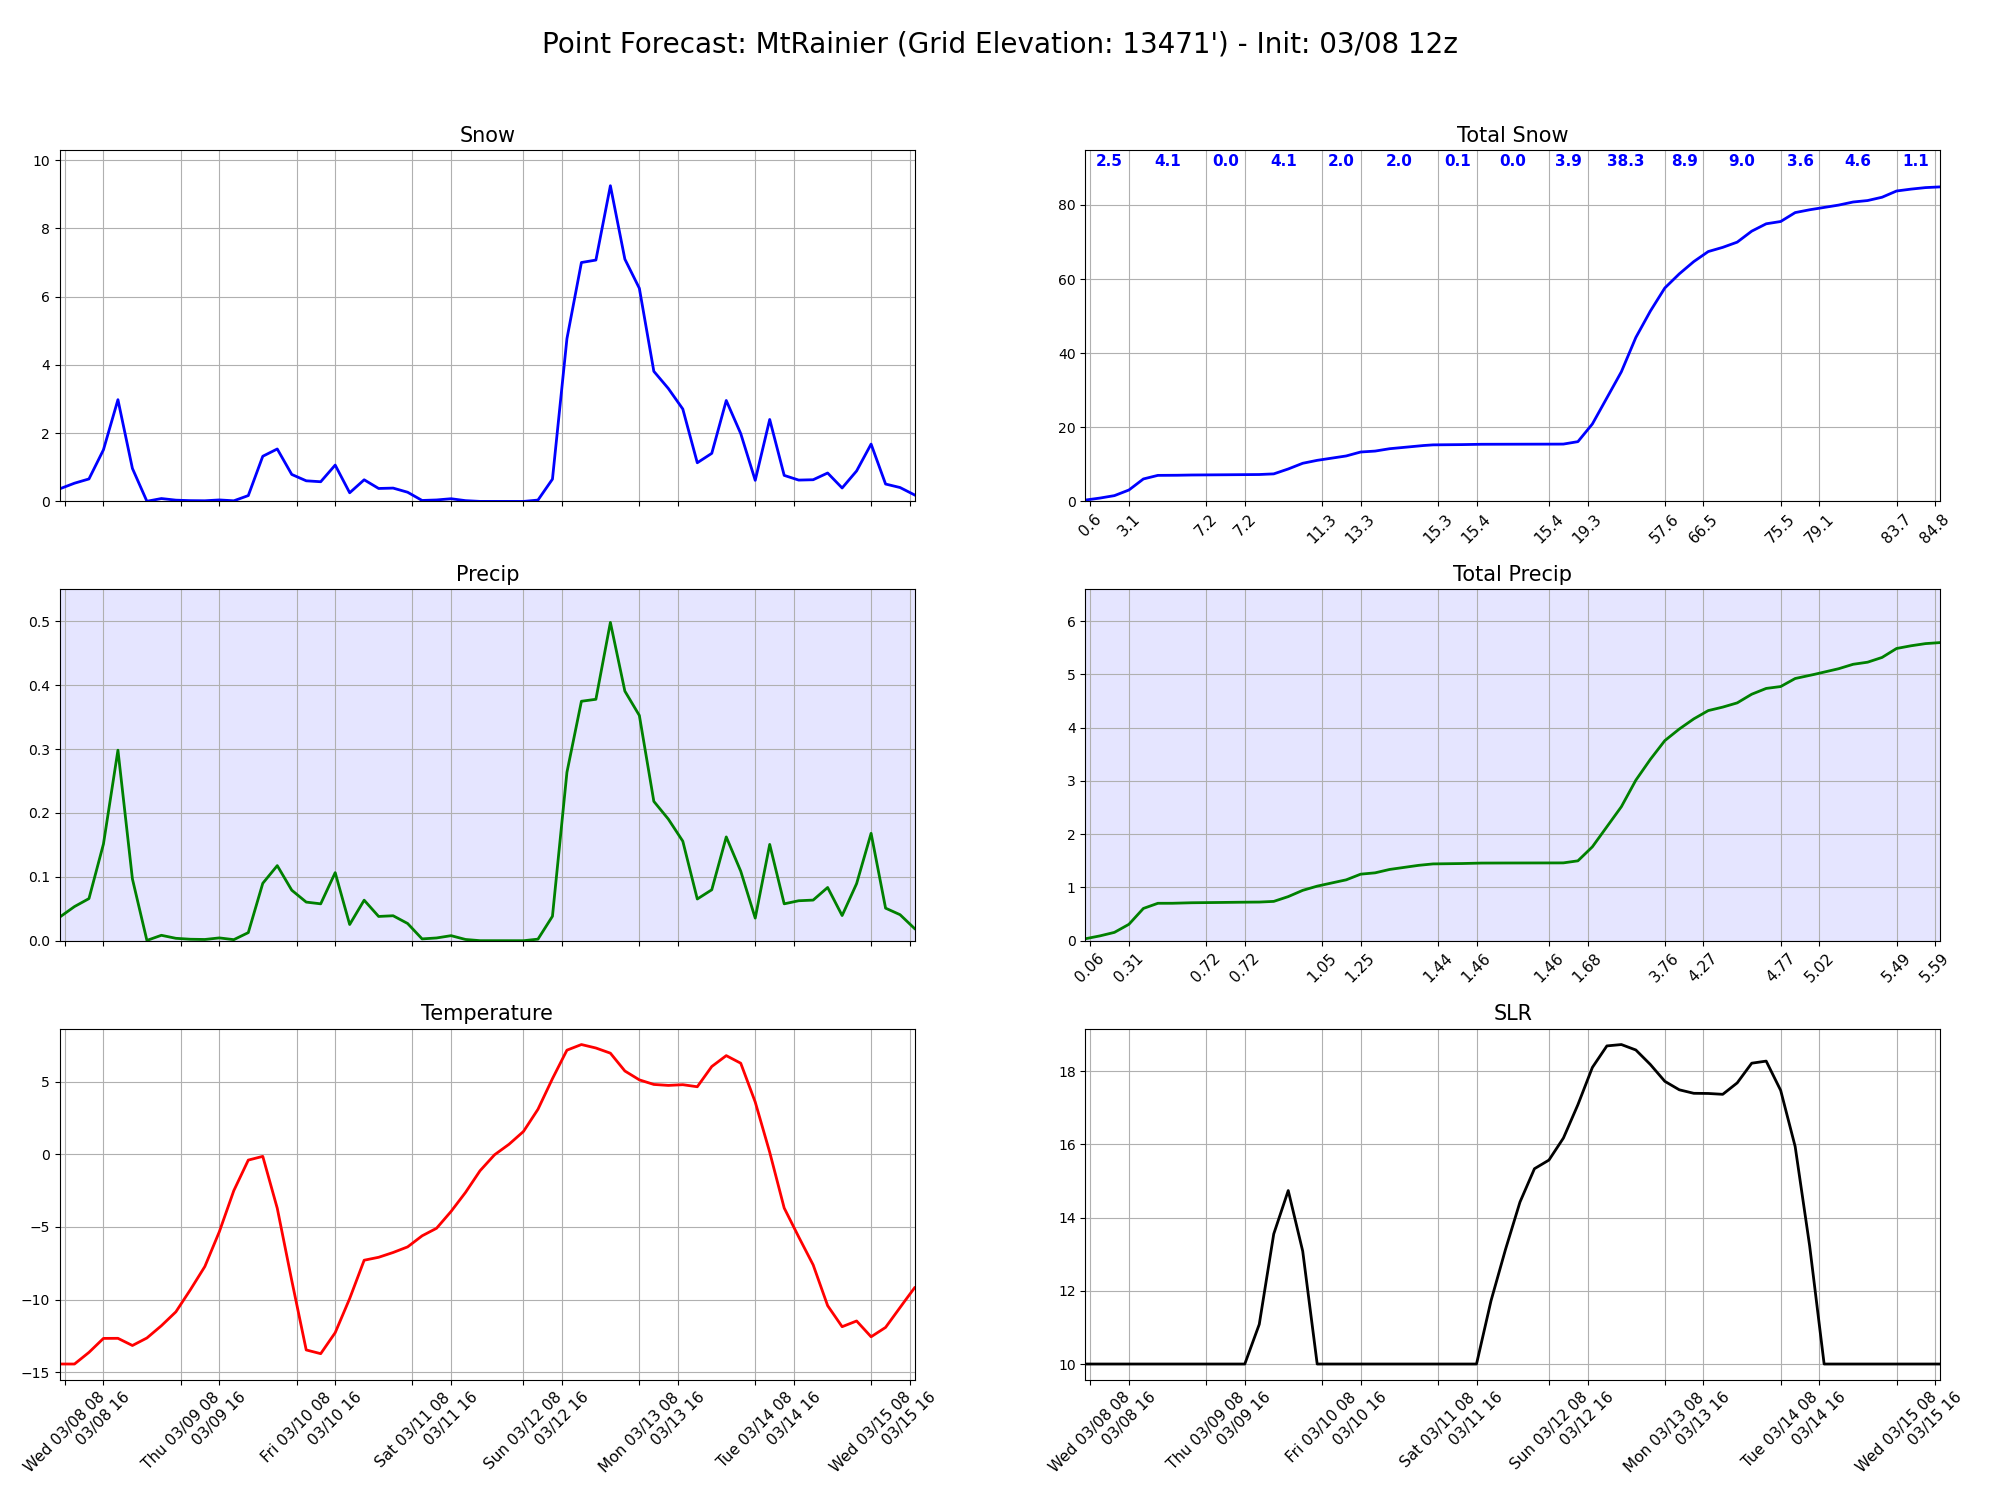 Point Forecast: MtRainier (Grid Elevation: 13471') - Init: 03/08 12z
Snow
10
8
6
4
2
0
Total Snow
2.5 4.1 0.0 4.1 2.0 2.0 0.1 0.0 3.9 38.3 8.9 9.0 3.6 4.6 1.1
80
60
40
20
0
0.6 3.1 7.2 7.2 11.3 13.3 15.3 15.4 15.4 19.3 57.6 66.5 75.5 79.1 83.7 84.8
Precip
0.5
0.4
0.3
0.2
0.1
0.0
Total Precip
6
5
4
3
2
1
0
0.06 0.31 0.72 0.72 1.05 1.25 1.44 1.46 1.46 1.68 3.76 4.27 4.77 5.02 5.49 5.59
Temperature
5
0
−5
−10
−15
Wed 03/08 08
03/08 16
Thu 03/09 08
03/09 16
Fri 03/10 08
03/10 16
Sat 03/11 08
03/11 16
Sun 03/12 08
03/12 16
Mon 03/13 08
03/13 16
Tue 03/14 08
03/14 16
Wed 03/15 08
03/15 16
SLR
18
16
14
12
10
Wed 03/08 08
03/08 16
Thu 03/09 08
03/09 16
Fri 03/10 08
03/10 16
Sat 03/11 08
03/11 16
Sun 03/12 08
03/12 16
Mon 03/13 08
03/13 16
Tue 03/14 08
03/14 16
Wed 03/15 08
03/15 16